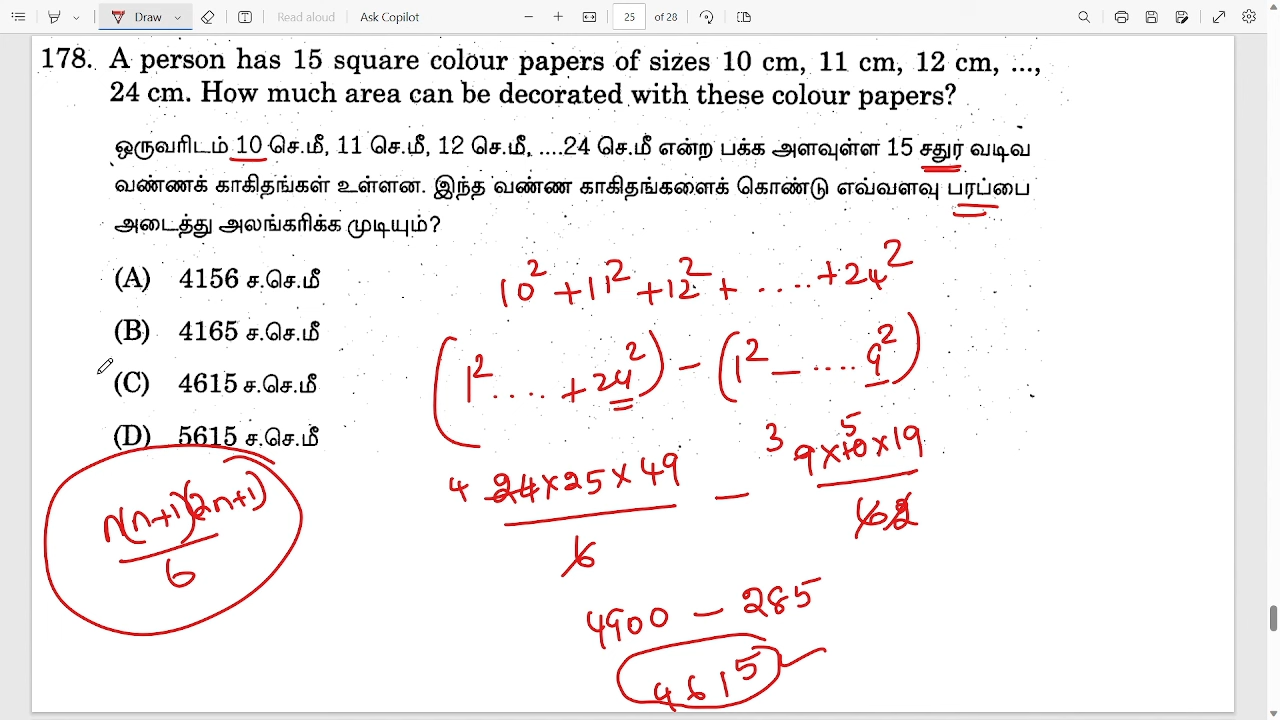 Draw
Read aloud
Ask Copilot
25
of 28
178. A person has 15 square colour papers of sizes 10 cm, 11 cm, 12 cm, ...,
24 cm. How much area can be decorated with these colour papers?
ஒருவரிடம் 10 செ.மீ, 11 செ.மீ, 12 செ.மீ, ....24 செ.மீ என்ற பக்க அளவுள்ள 15 சதுர வடிவ
வண்ணக் காகிதங்கள் உள்ளன. இந்த வண்ண காகிதங்களைக் கொண்டு எவ்வளவு பரப்பை
அடைத்து அலங்கரிக்க முடியும்?
(A) 4156 ச.செ.மீ
(B) 4165 ச.செ.மீ
(C) 4615 ச.செ.மீ
(D) 5615 ச.செ.மீ
10² + 11² + 12² + ..... + 24²
(1² .... + 24²) − (1² − .... 9²)
4 24×25×49 / 6 − 3 9×10×19 / 6 2
5
n(n+1)(2n+1) / 6
4900 − 285
4615